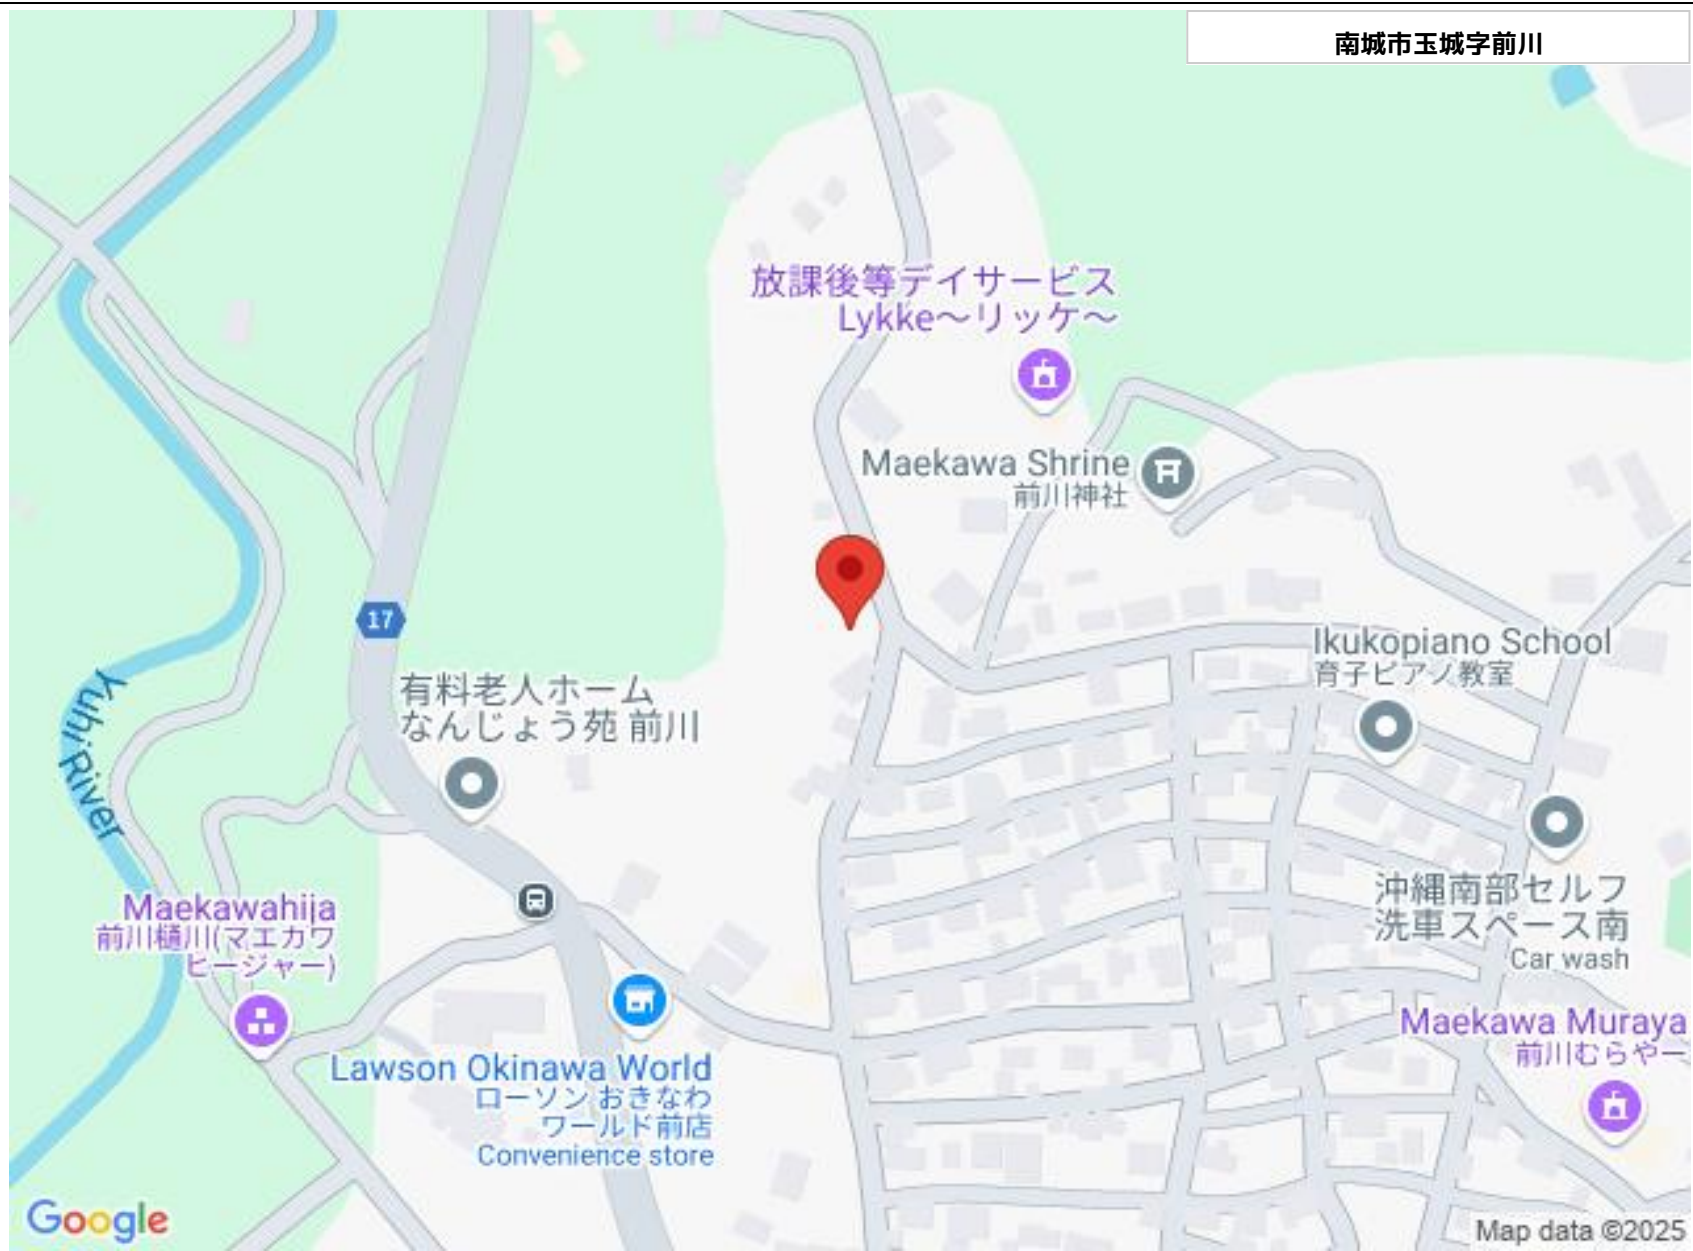 南城市玉城字前川
放課後等デイサービス
Lykke～リッケ～
Maekawa Shrine
前川神社
17
Ikukopiano School
育子ピアノ教室
有料老人ホーム
なんじょう苑 前川
Yuhi River
沖縄南部セルフ
洗車スペース南
Car wash
Maekawahija
前川樋川(マエカワ
ヒージャー)
Maekawa Muraya
前川むらやー
Lawson Okinawa World
ローソン おきなわ
ワールド前店
Convenience store
Google
Map data ©2025